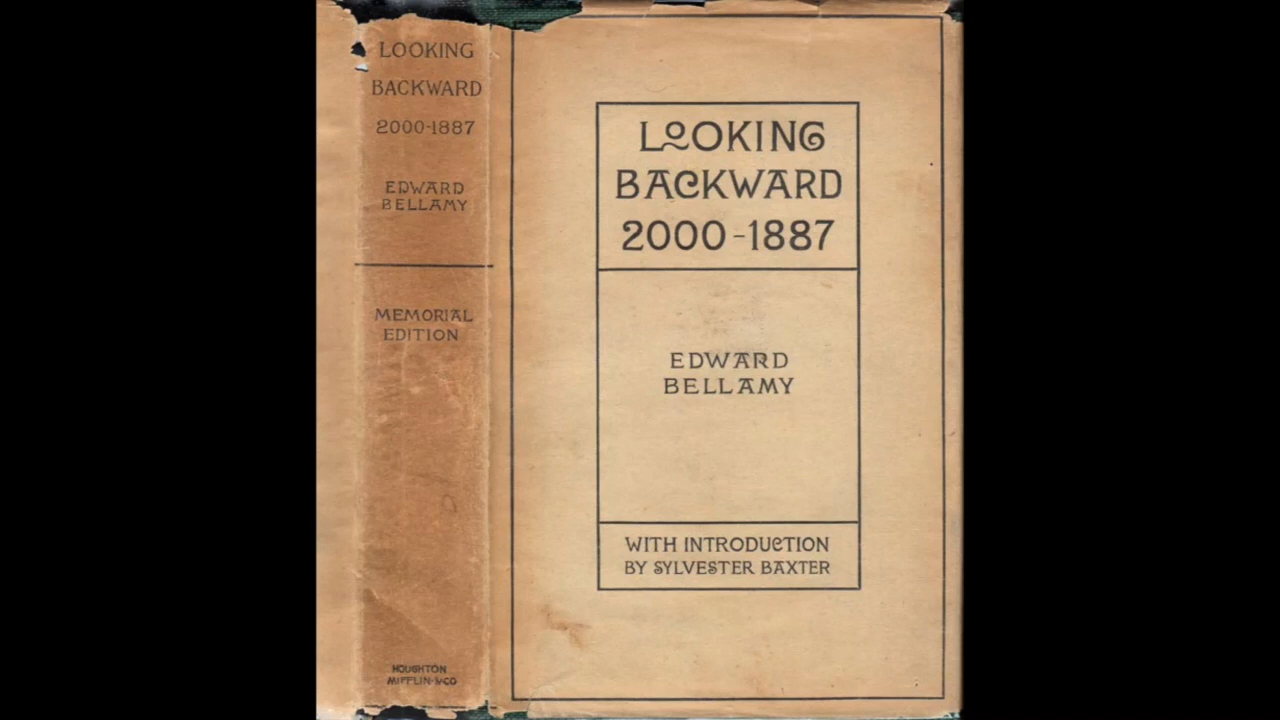 LOOKING
BACKWARD
2000-1887
EDWARD
BELLAMY
MEMORIAL
EDITION
HOUGHTON
MIFFLIN·&CO
LOOKING
BACKWARD
2000-1887
EDWARD
BELLAMY
WITH INTRODUCTION
BY SYLVESTER BAXTER